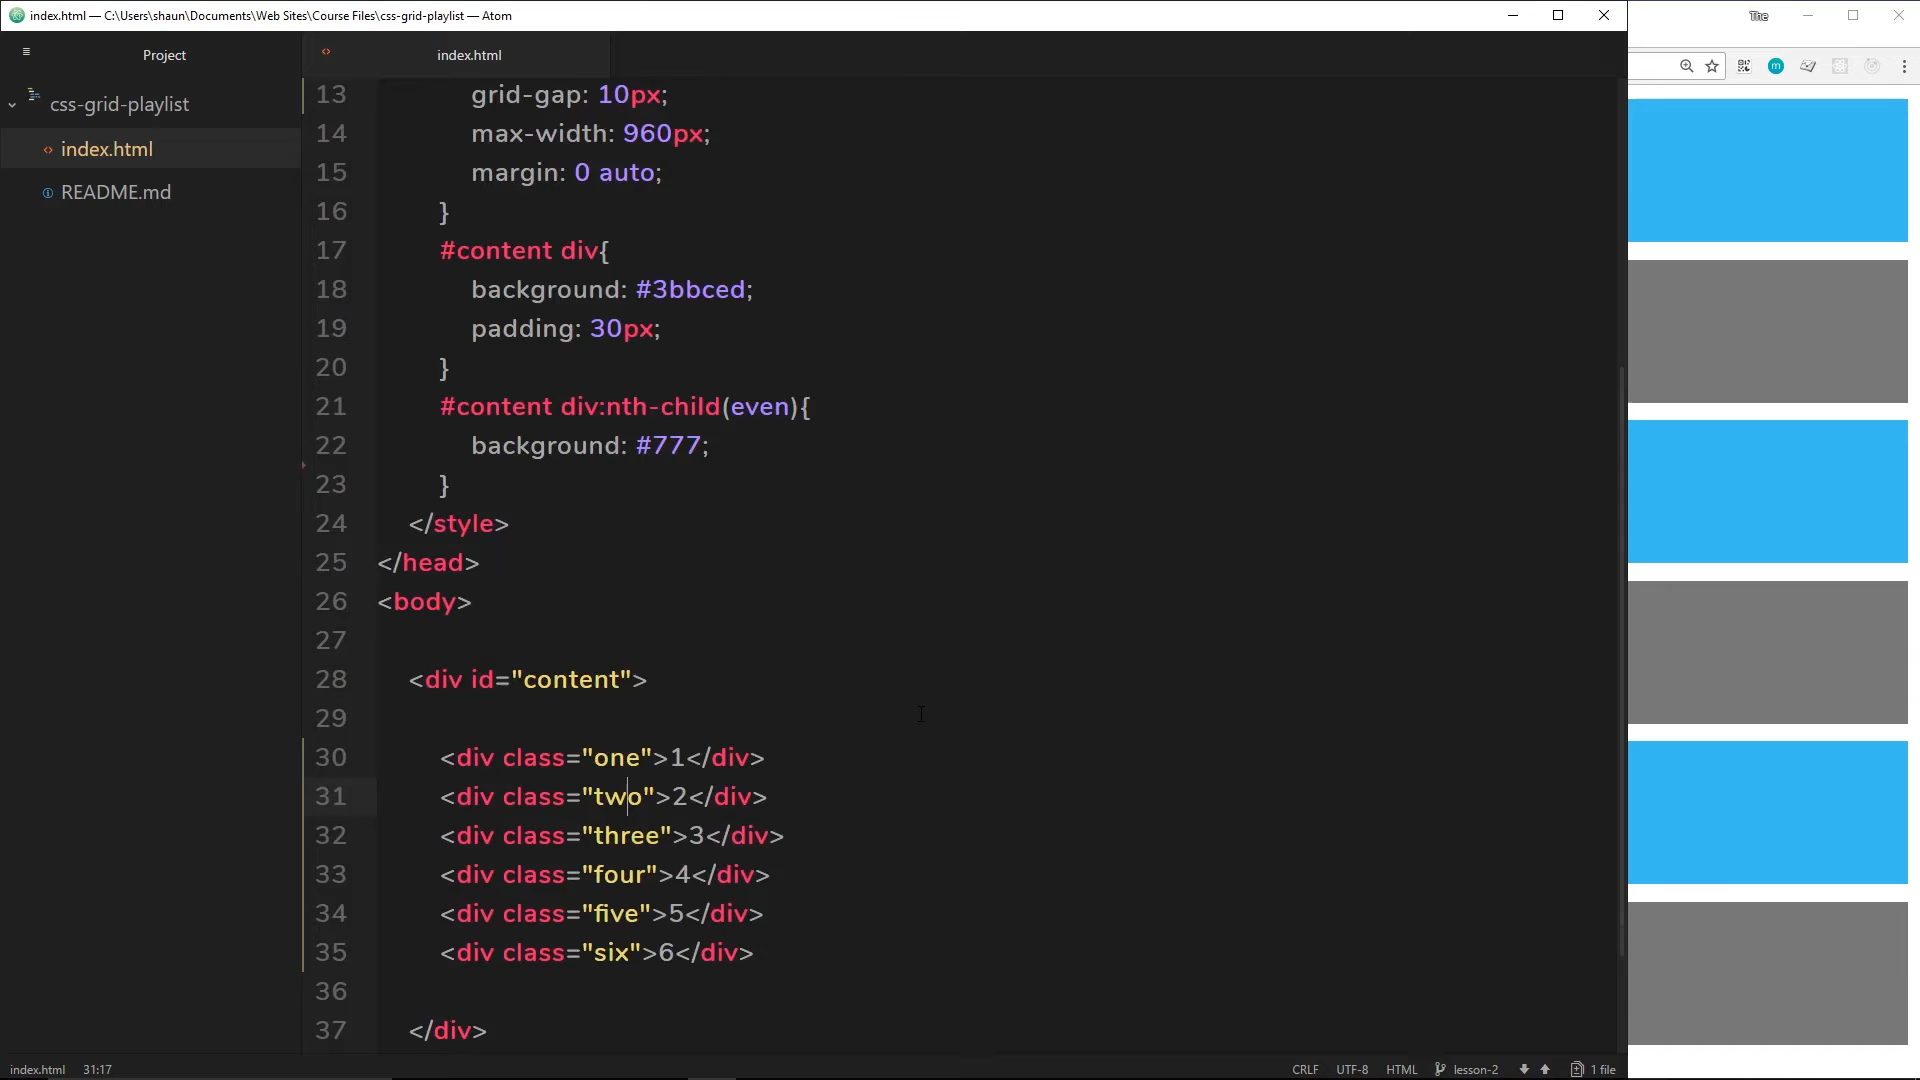 index.html — C:\Users\shaun\Documents\Web Sites\Course Files\css-grid-playlist — Atom
The
Project
index.html
css-grid-playlist
index.html
README.md
13 grid-gap: 10px;
14 max-width: 960px;
15 margin: 0 auto;
16 }
17 #content div{
18 background: #3bbced;
19 padding: 30px;
20 }
21 #content div:nth-child(even){
22 background: #777;
23 }
24 </style>
25 </head>
26 <body>
27
28 <div id="content">
29
30 <div class="one">1</div>
31 <div class="two">2</div>
32 <div class="three">3</div>
33 <div class="four">4</div>
34 <div class="five">5</div>
35 <div class="six">6</div>
36
37 </div>
index.html 31:17 CRLF UTF-8 HTML lesson-2 1 file